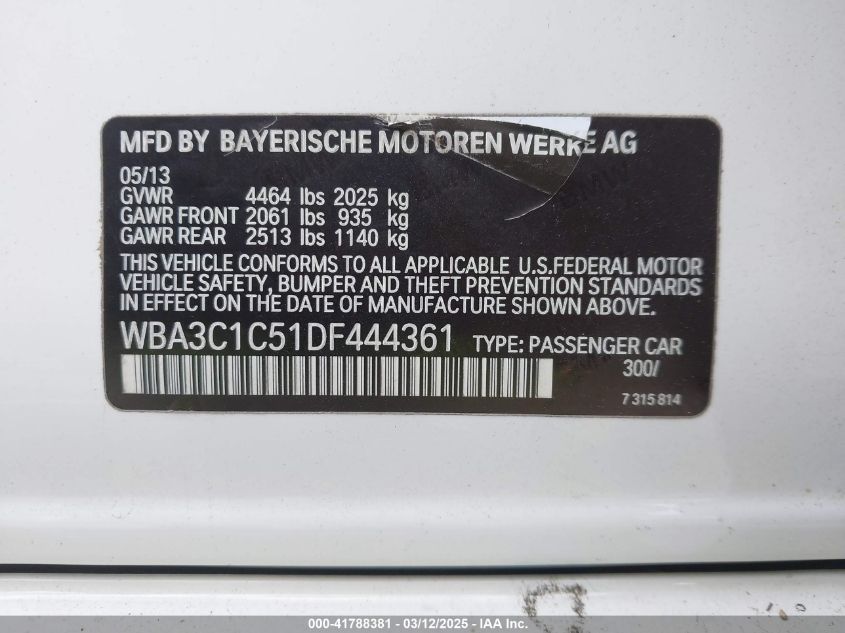 MFD BY BAYERISCHE MOTOREN WERKE AG
05/13
GVWR 4464 lbs 2025 kg
GAWR FRONT 2061 lbs 935 kg
GAWR REAR 2513 lbs 1140 kg
THIS VEHICLE CONFORMS TO ALL APPLICABLE U.S.FEDERAL MOTOR
VEHICLE SAFETY, BUMPER AND THEFT PREVENTION STANDARDS
IN EFFECT ON THE DATE OF MANUFACTURE SHOWN ABOVE.
WBA3C1C51DF444361 TYPE: PASSENGER CAR
300/
7 315 814
000-41788381 - 03/12/2025 - IAA Inc.